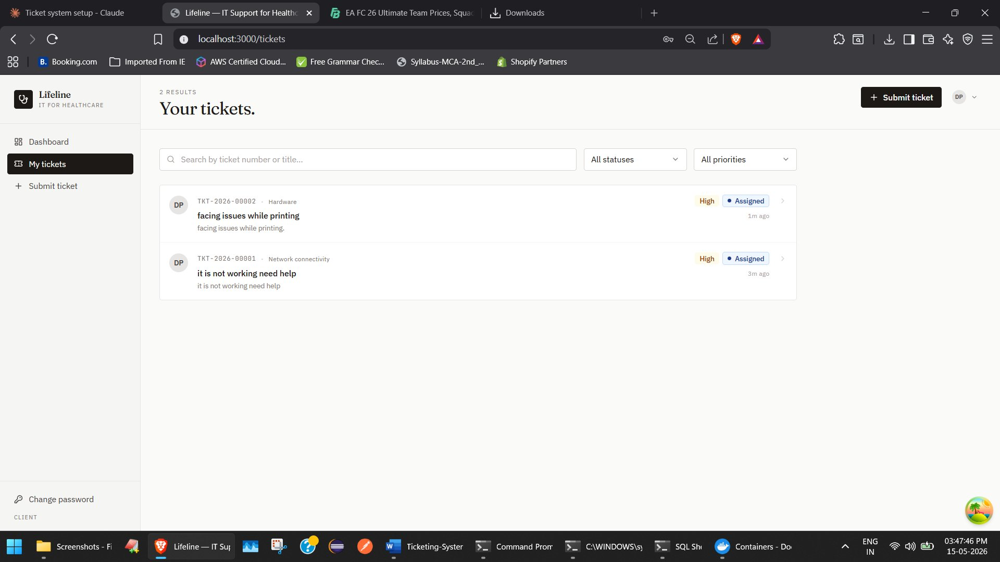 Ticket system setup - Claude
Lifeline — IT Support for Healthc
EA FC 26 Ultimate Team Prices, Squac
Downloads
localhost:3000/tickets
B. Booking.com
Imported From IE
AWS Certified Cloud...
Free Grammar Chec...
Syllabus-MCA-2nd_...
Shopify Partners
Lifeline
IT FOR HEALTHCARE
Dashboard
My tickets
Submit ticket
2 RESULTS
Your tickets.
+ Submit ticket
DP
Search by ticket number or title...
All statuses
All priorities
DP
TKT-2026-00002 · Hardware
facing issues while printing
facing issues while printing.
High
Assigned
1m ago
DP
TKT-2026-00001 · Network connectivity
it is not working need help
it is not working need help
High
Assigned
3m ago
Change password
CLIENT
Screenshots - Fi
Lifeline — IT Sup
Ticketing-Syster
Command Prom
C:\WINDOWS\sy
SQL She
Containers - Do
ENG
IN
03:47:46 PM
15-05-2026